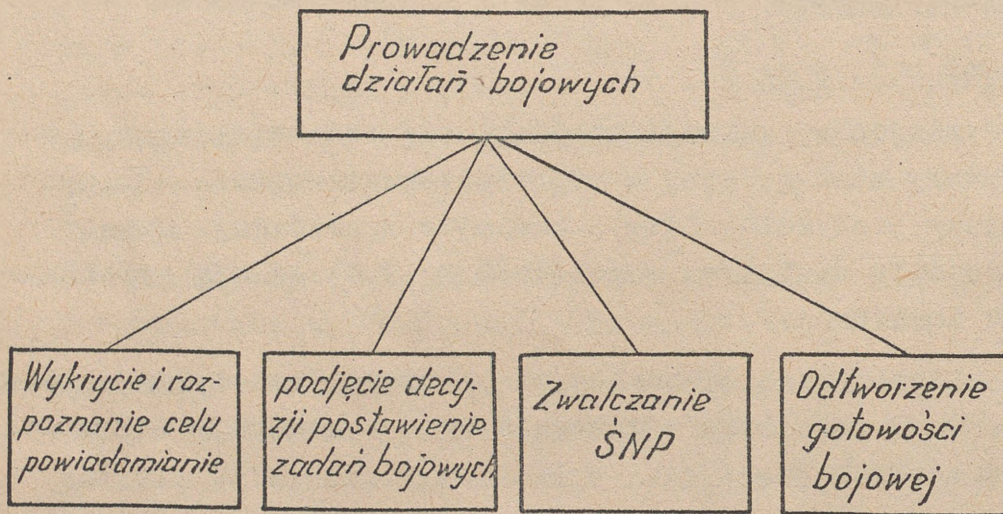 Prowadzenie
działań bojowych
Wykrycie i roz-
poznanie celu
powiadamianie
podjęcie decy-
zji postawienie
zadań bojowych
Zwalczanie
ŚNP
Odtworzenie
gotowości
bojowej